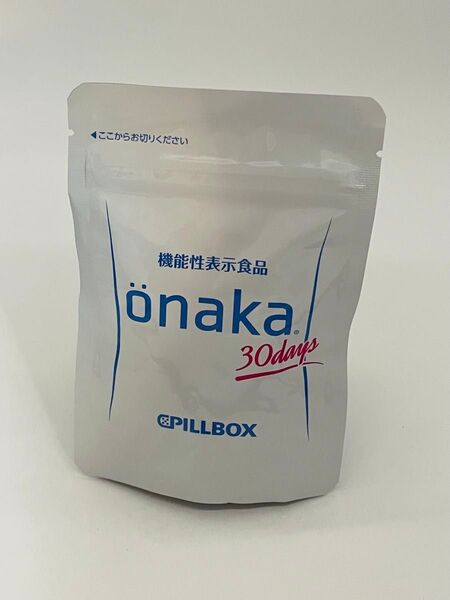 ◀ここからお切りください
機能性表示食品
önaka®
30days
PILLBOX